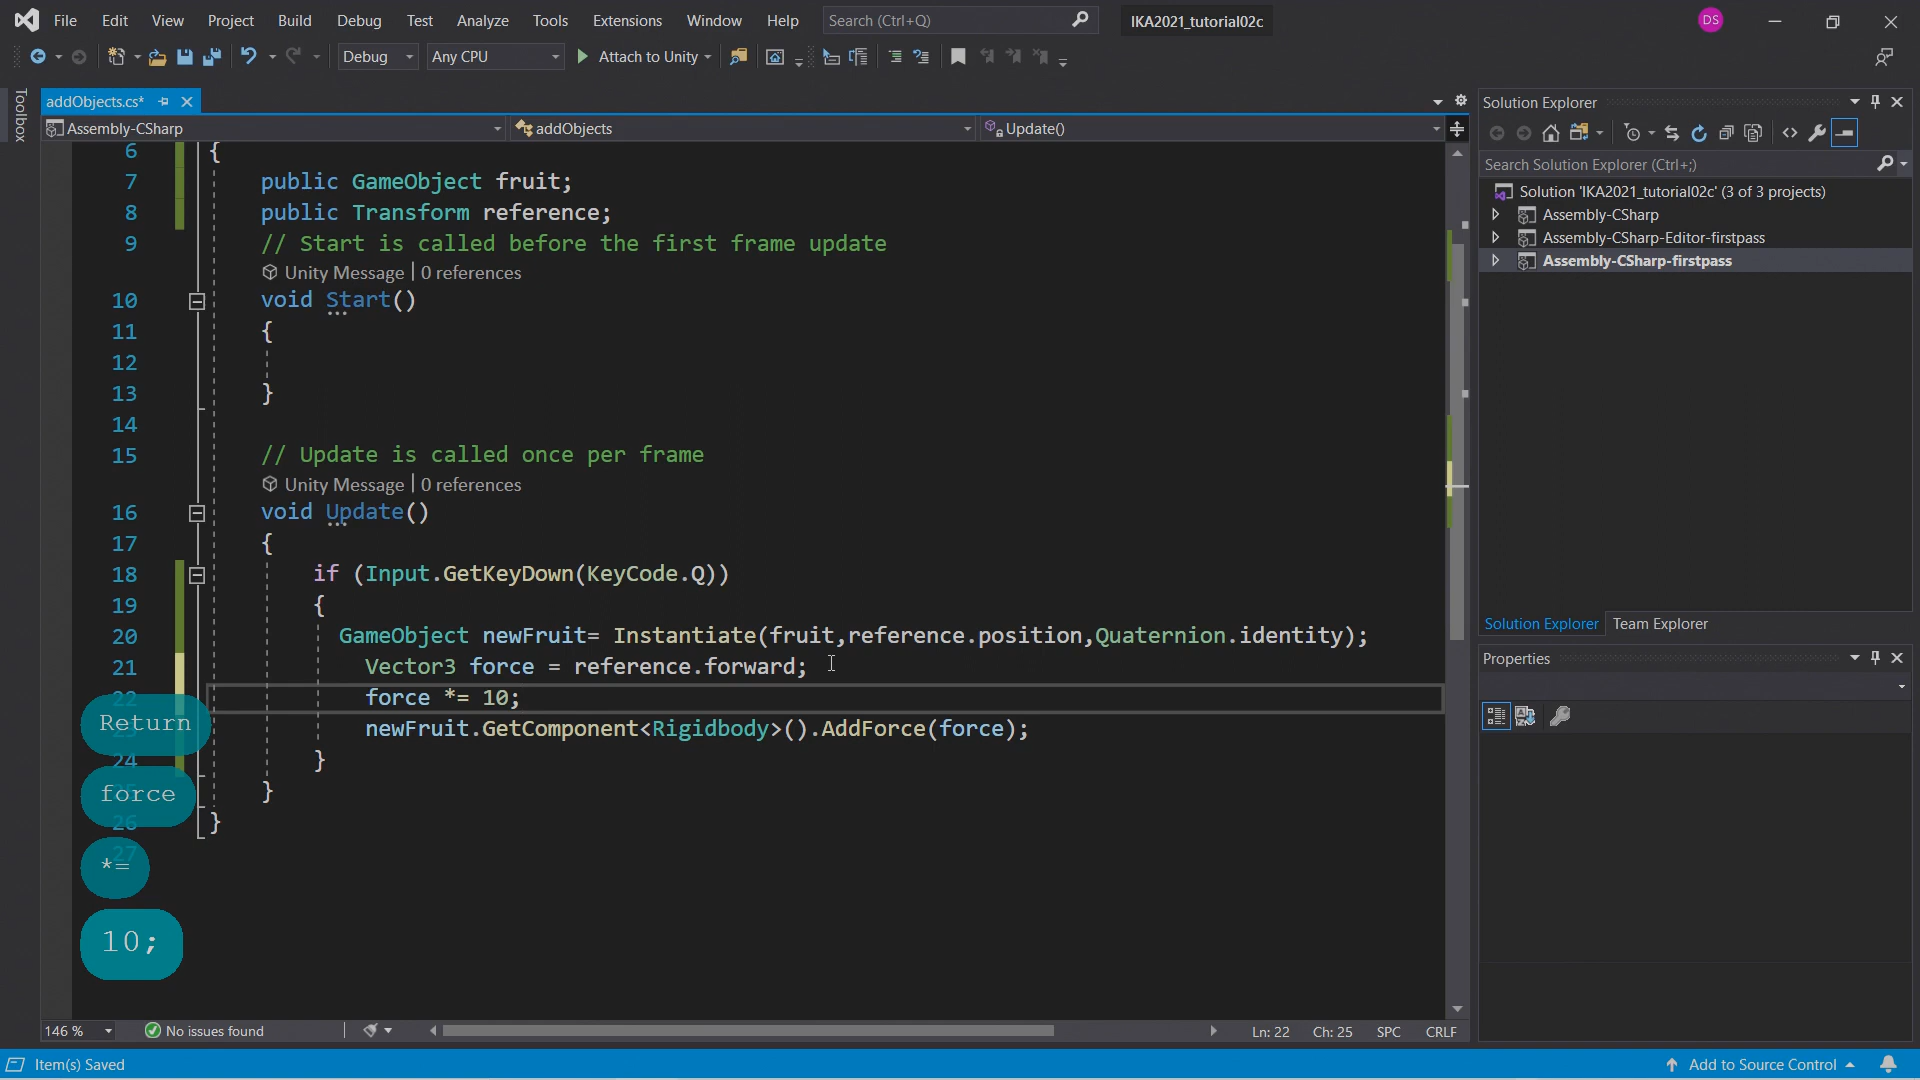 File Edit View Project Build Debug Test Analyze Tools Extensions Window Help Search (Ctrl+Q) IKA2021_tutorial02c DS
Debug Any CPU Attach to Unity
Toolbox
addObjects.cs*
Assembly-CSharp addObjects Update()
6 {
7 public GameObject fruit;
8 public Transform reference;
9 // Start is called before the first frame update
Unity Message | 0 references
10 void Start()
11 {
12
13 }
14
15 // Update is called once per frame
Unity Message | 0 references
16 void Update()
17 {
18 if (Input.GetKeyDown(KeyCode.Q))
19 {
20 GameObject newFruit= Instantiate(fruit,reference.position,Quaternion.identity);
21 Vector3 force = reference.forward;
22 force *= 10;
23 newFruit.GetComponent<Rigidbody>().AddForce(force);
24 }
25 }
26 }
27
Return
force
*=
10;
146 % No issues found Ln: 22 Ch: 25 SPC CRLF
Item(s) Saved Add to Source Control
Solution Explorer
Search Solution Explorer (Ctrl+;)
Solution 'IKA2021_tutorial02c' (3 of 3 projects)
Assembly-CSharp
Assembly-CSharp-Editor-firstpass
Assembly-CSharp-firstpass
Solution Explorer Team Explorer
Properties